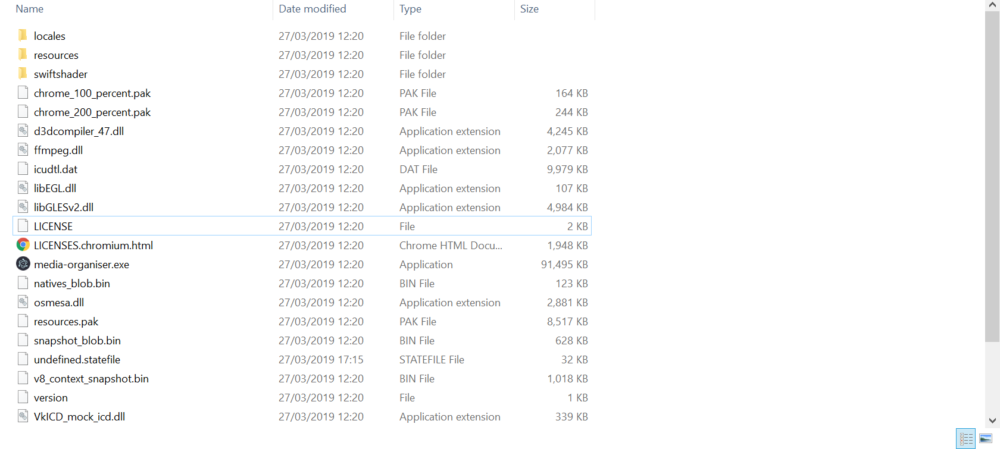 Name Date modified Type Size
locales 27/03/2019 12:20 File folder
resources 27/03/2019 12:20 File folder
swiftshader 27/03/2019 12:20 File folder
chrome_100_percent.pak 27/03/2019 12:20 PAK File 164 KB
chrome_200_percent.pak 27/03/2019 12:20 PAK File 244 KB
d3dcompiler_47.dll 27/03/2019 12:20 Application extension 4,245 KB
ffmpeg.dll 27/03/2019 12:20 Application extension 2,077 KB
icudtl.dat 27/03/2019 12:20 DAT File 9,979 KB
libEGL.dll 27/03/2019 12:20 Application extension 107 KB
libGLESv2.dll 27/03/2019 12:20 Application extension 4,984 KB
LICENSE 27/03/2019 12:20 File 2 KB
LICENSES.chromium.html 27/03/2019 12:20 Chrome HTML Docu... 1,948 KB
media-organiser.exe 27/03/2019 12:20 Application 91,495 KB
natives_blob.bin 27/03/2019 12:20 BIN File 123 KB
osmesa.dll 27/03/2019 12:20 Application extension 2,881 KB
resources.pak 27/03/2019 12:20 PAK File 8,517 KB
snapshot_blob.bin 27/03/2019 12:20 BIN File 628 KB
undefined.statefile 27/03/2019 17:15 STATEFILE File 32 KB
v8_context_snapshot.bin 27/03/2019 12:20 BIN File 1,018 KB
version 27/03/2019 12:20 File 1 KB
VkICD_mock_icd.dll 27/03/2019 12:20 Application extension 339 KB